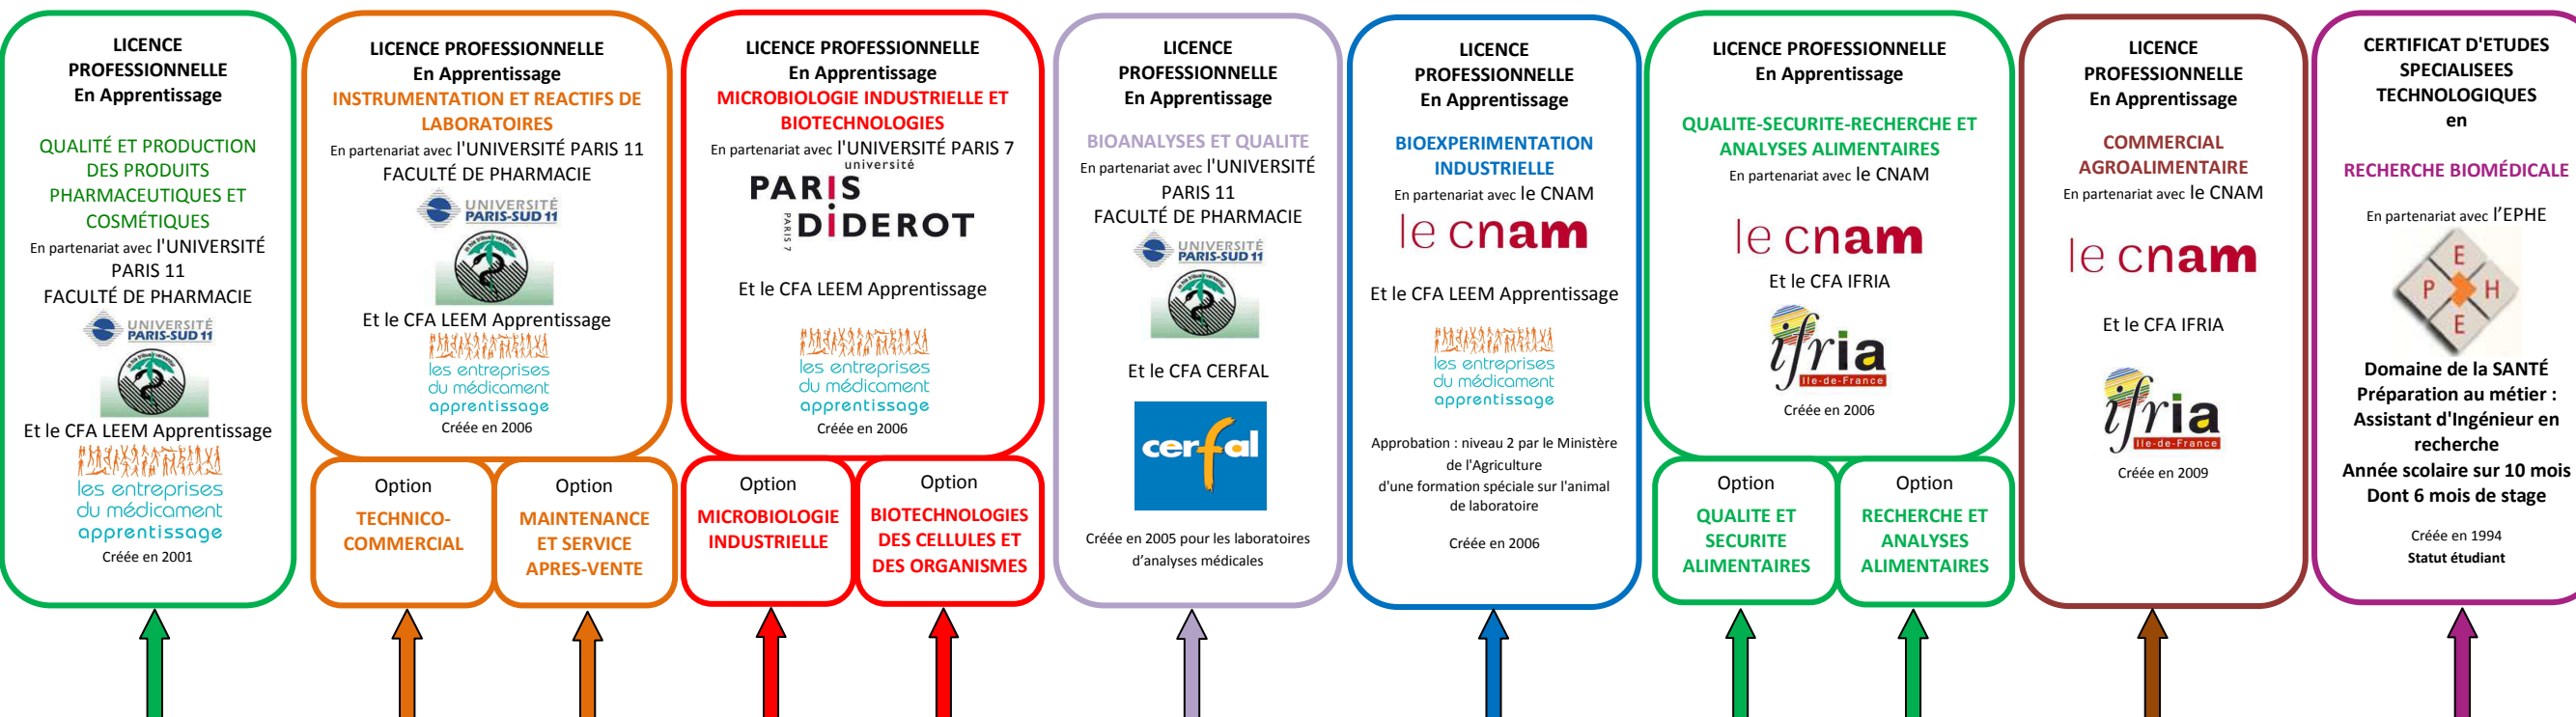 LICENCE
PROFESSIONNELLE
En Apprentissage
QUALITÉ ET PRODUCTION
DES PRODUITS
PHARMACEUTIQUES ET
COSMÉTIQUES
En partenariat avec l'UNIVERSITÉ
PARIS 11
FACULTÉ DE PHARMACIE
UNIVERSITÉ
PARIS-SUD 11
Et le CFA LEEM Apprentissage
les entreprises
du médicament
apprentissage
Créée en 2001
LICENCE PROFESSIONNELLE
En Apprentissage
INSTRUMENTATION ET REACTIFS DE
LABORATOIRES
En partenariat avec l'UNIVERSITÉ PARIS 11
FACULTÉ DE PHARMACIE
UNIVERSITÉ
PARIS-SUD 11
Et le CFA LEEM Apprentissage
les entreprises
du médicament
apprentissage
Créée en 2006
Option
TECHNICO-
COMMERCIAL
Option
MAINTENANCE
ET SERVICE
APRES-VENTE
LICENCE PROFESSIONNELLE
En Apprentissage
MICROBIOLOGIE INDUSTRIELLE ET
BIOTECHNOLOGIES
En partenariat avec l'UNIVERSITÉ PARIS 7
université
PARIS
DIDEROT
PARIS 7
Et le CFA LEEM Apprentissage
les entreprises
du médicament
apprentissage
Créée en 2006
Option
MICROBIOLOGIE
INDUSTRIELLE
Option
BIOTECHNOLOGIES
DES CELLULES ET
DES ORGANISMES
LICENCE
PROFESSIONNELLE
En Apprentissage
BIOANALYSES ET QUALITE
En partenariat avec l'UNIVERSITÉ
PARIS 11
FACULTÉ DE PHARMACIE
UNIVERSITÉ
PARIS-SUD 11
Et le CFA CERFAL
cerfal
Créée en 2005 pour les laboratoires
d'analyses médicales
LICENCE
PROFESSIONNELLE
En Apprentissage
BIOEXPERIMENTATION
INDUSTRIELLE
En partenariat avec le CNAM
le cnam
Et le CFA LEEM Apprentissage
les entreprises
du médicament
apprentissage
Approbation : niveau 2 par le Ministère
de l'Agriculture
d'une formation spéciale sur l'animal
de laboratoire
Créée en 2006
LICENCE PROFESSIONNELLE
En Apprentissage
QUALITE-SECURITE-RECHERCHE ET
ANALYSES ALIMENTAIRES
En partenariat avec le CNAM
le cnam
Et le CFA IFRIA
ifria
Ile-de-France
Créée en 2006
Option
QUALITE ET
SECURITE
ALIMENTAIRES
Option
RECHERCHE ET
ANALYSES
ALIMENTAIRES
LICENCE
PROFESSIONNELLE
En Apprentissage
COMMERCIAL
AGROALIMENTAIRE
En partenariat avec le CNAM
le cnam
Et le CFA IFRIA
ifria
Ile-de-France
Créée en 2009
CERTIFICAT D'ETUDES
SPECIALISEES
TECHNOLOGIQUES
en
RECHERCHE BIOMÉDICALE
En partenariat avec l'EPHE
E
P H
E
Domaine de la SANTÉ
Préparation au métier :
Assistant d'Ingénieur en
recherche
Année scolaire sur 10 mois
Dont 6 mois de stage
Créée en 1994
Statut étudiant